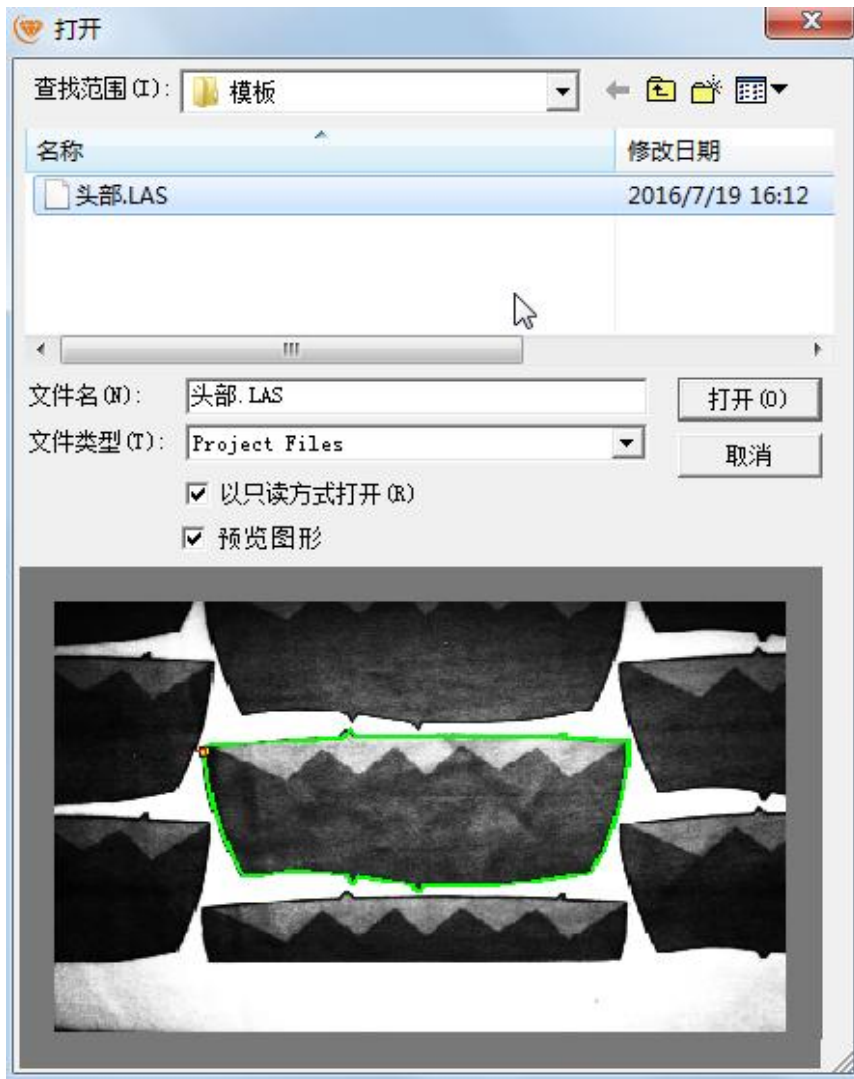 打开
查找范围(I): 模板
名称 修改日期
头部.LAS 2016/7/19 16:12
文件名(N): 头部.LAS 打开(O)
文件类型(T): Project Files 取消
以只读方式打开(R)
预览图形